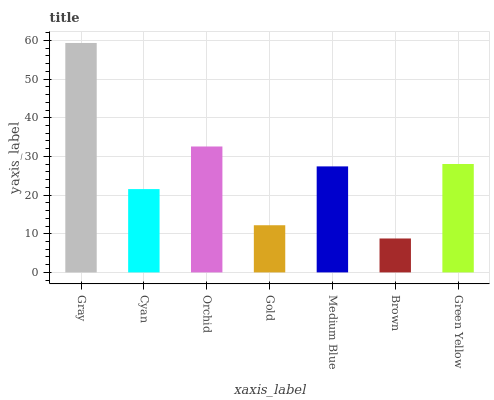 title
60
50
40
30
20
10
0
yaxis_label
Gray
Cyan
Orchid
Gold
Medium Blue
Brown
Green Yellow
xaxis_label